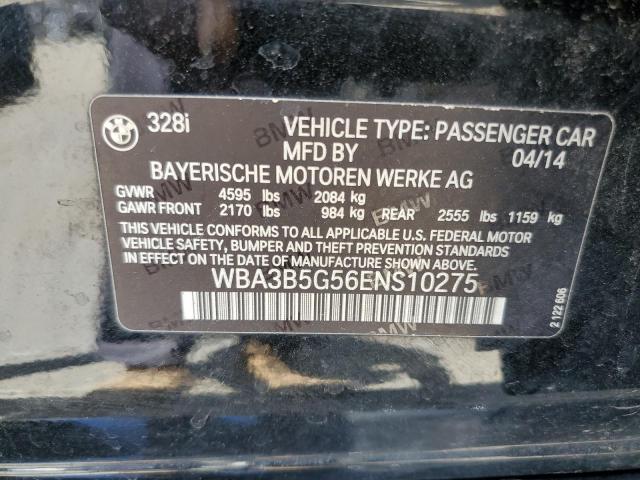 BMW 328i VEHICLE TYPE: PASSENGER CAR
MFD BY 04/14
BAYERISCHE MOTOREN WERKE AG
GVWR 4595 lbs 2084 kg
GAWR FRONT 2170 lbs 984 kg REAR 2555 lbs 1159 kg
THIS VEHICLE CONFORMS TO ALL APPLICABLE U.S. FEDERAL MOTOR
VEHICLE SAFETY, BUMPER AND THEFT PREVENTION STANDARDS
IN EFFECT ON THE DATE OF MANUFACTURE SHOWN ABOVE.
WBA3B5G56ENS10275
2 122 606